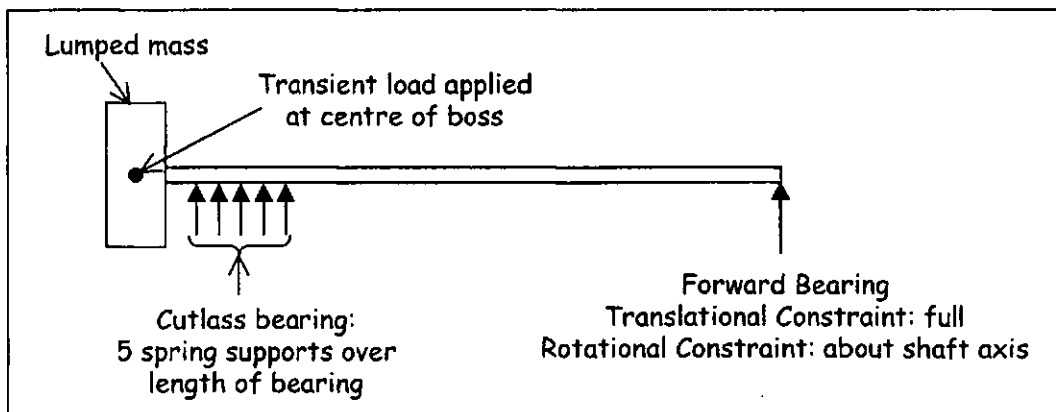 Lumped mass
Transient load applied
at centre of boss
Cutlass bearing:
5 spring supports over
length of bearing
Forward Bearing
Translational Constraint: full
Rotational Constraint: about shaft axis